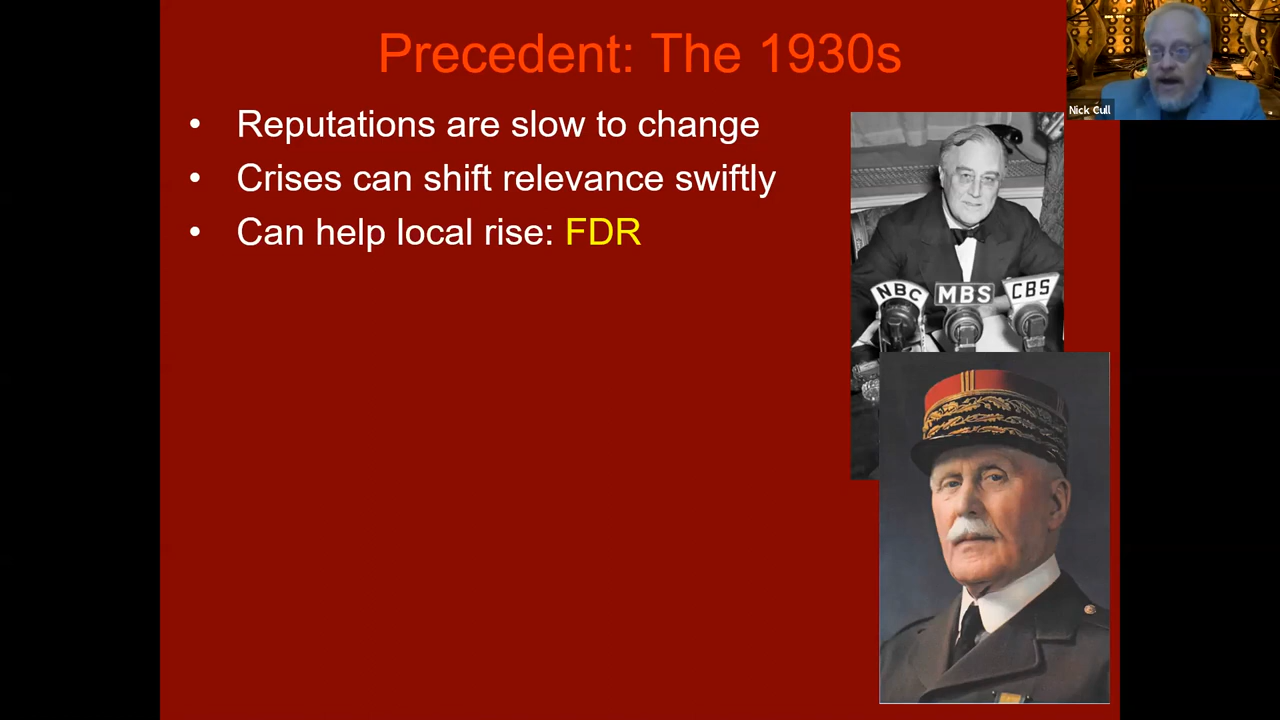 Precedent: The 1930s
• Reputations are slow to change
• Crises can shift relevance swiftly
• Can help local rise: FDR
Nick Cull
NBC MBS CBS